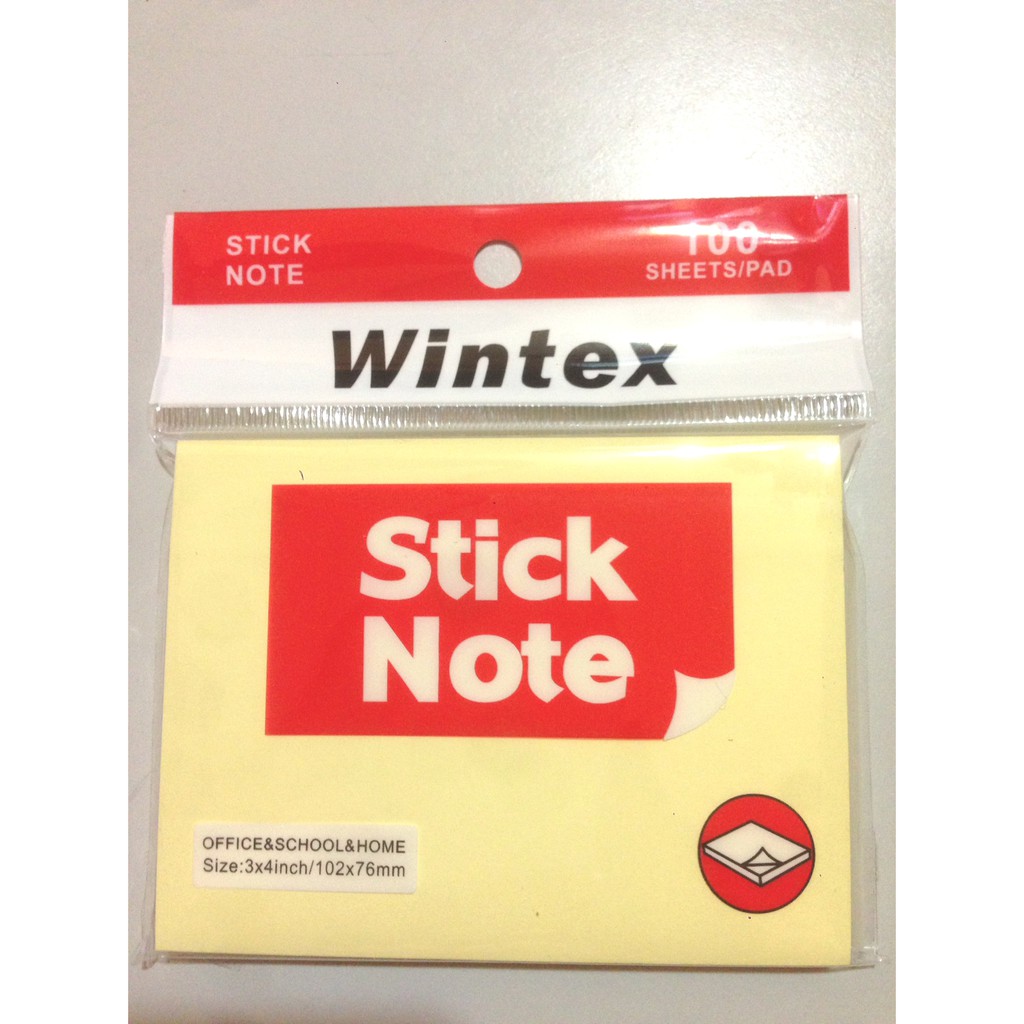 STICK
NOTE
100
SHEETS/PAD
Wintex
Stick
Note
OFFICE&SCHOOL&HOME
Size:3x4inch/102x76mm